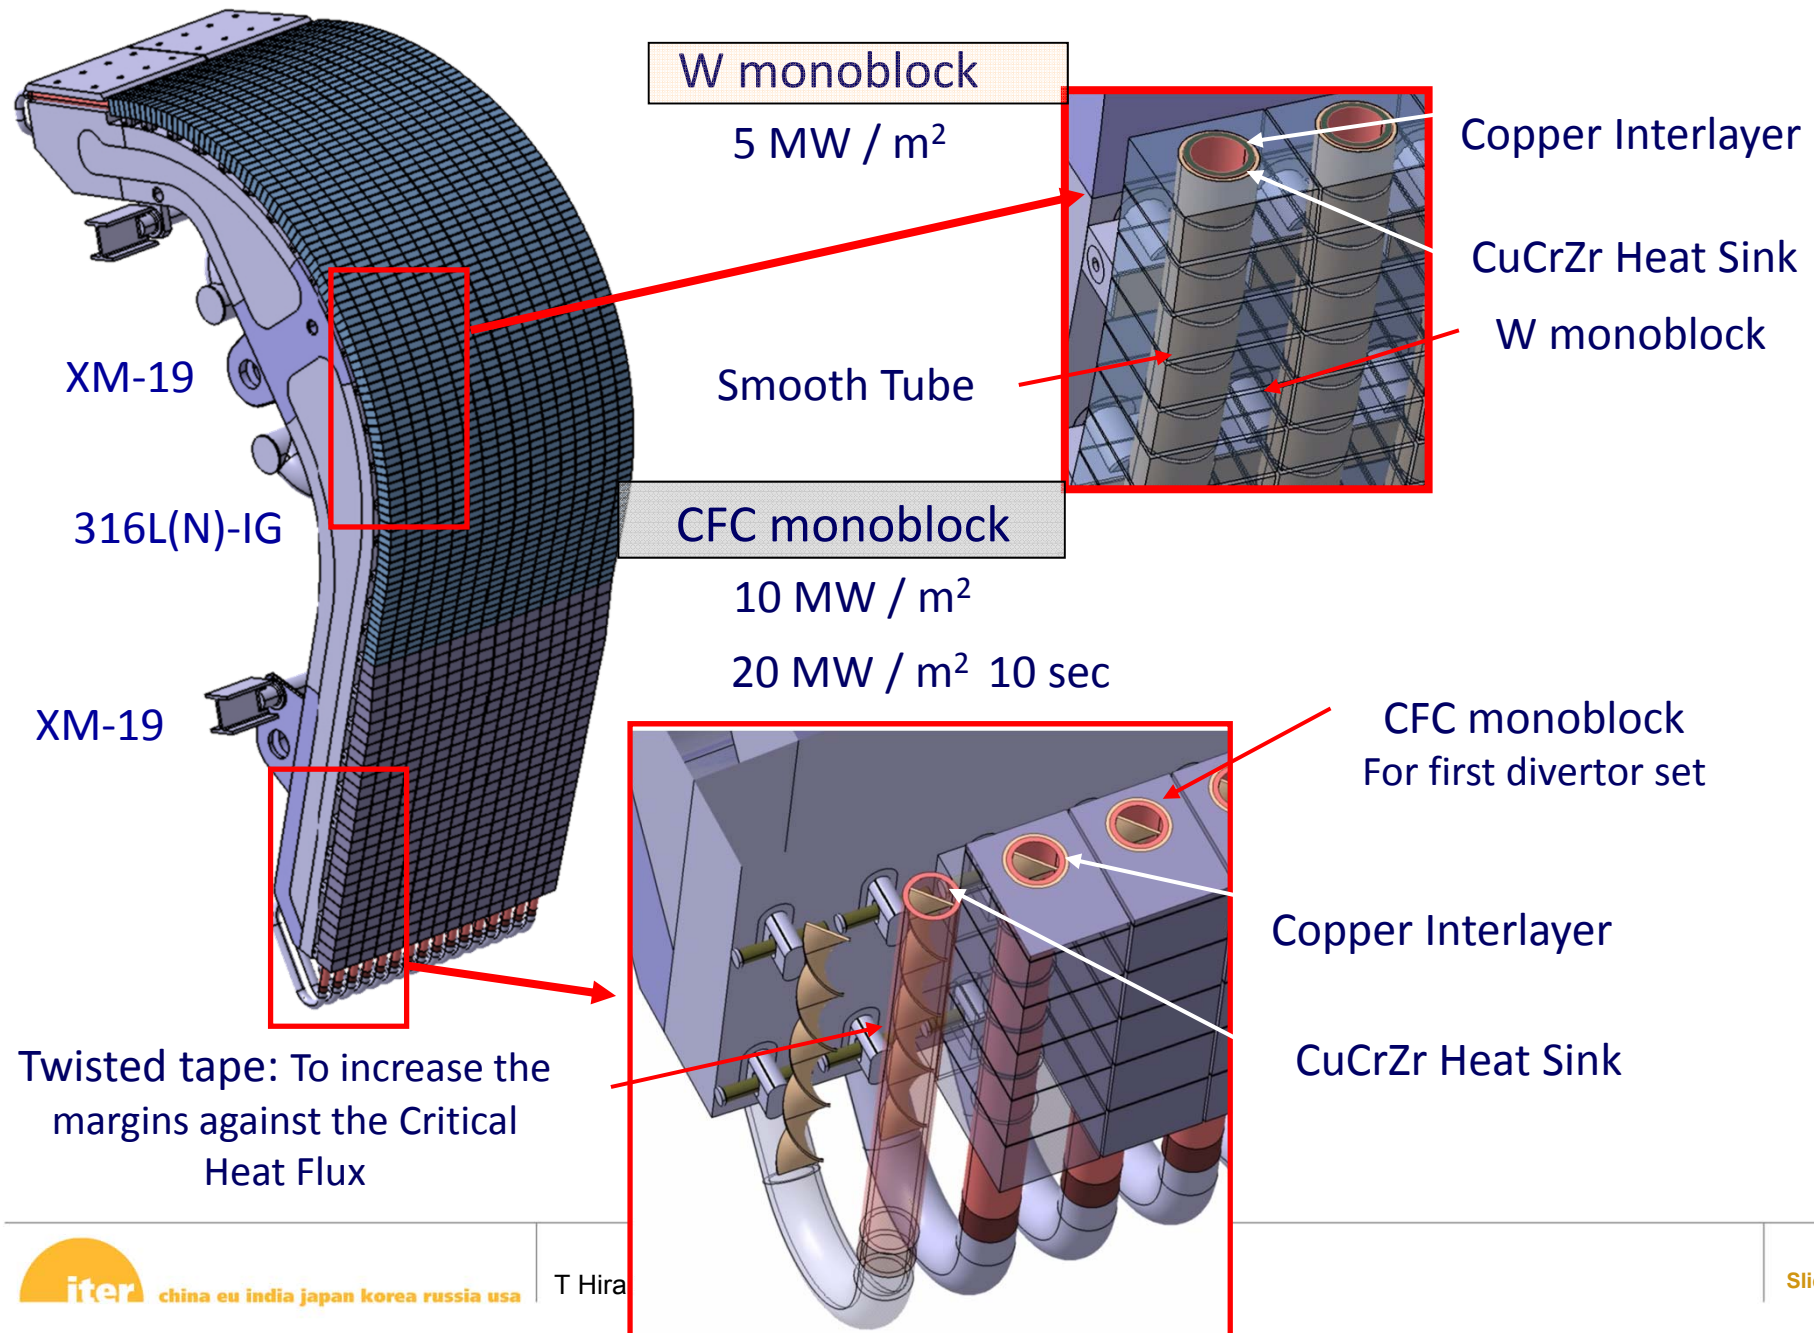 W monoblock
5 MW / m²
Copper Interlayer
CuCrZr Heat Sink
W monoblock
Smooth Tube
XM-19
316L(N)-IG
CFC monoblock
10 MW / m²
20 MW / m² 10 sec
XM-19
CFC monoblock
For first divertor set
Copper Interlayer
CuCrZr Heat Sink
Twisted tape: To increase the
margins against the Critical
Heat Flux
iter china eu india japan korea russia usa
T Hira